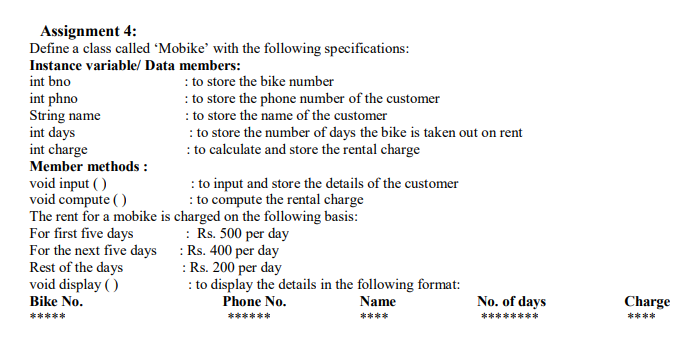 Assignment 4:
Define a class called ‘Mobike’ with the following specifications:
Instance variable/ Data members:
int bno : to store the bike number
int phno : to store the phone number of the customer
String name : to store the name of the customer
int days : to store the number of days the bike is taken out on rent
int charge : to calculate and store the rental charge
Member methods :
void input ( ) : to input and store the details of the customer
void compute ( ) : to compute the rental charge
The rent for a mobike is charged on the following basis:
For first five days : Rs. 500 per day
For the next five days : Rs. 400 per day
Rest of the days : Rs. 200 per day
void display ( ) : to display the details in the following format:
Bike No. Phone No. Name No. of days Charge
***** ****** **** ******** ****